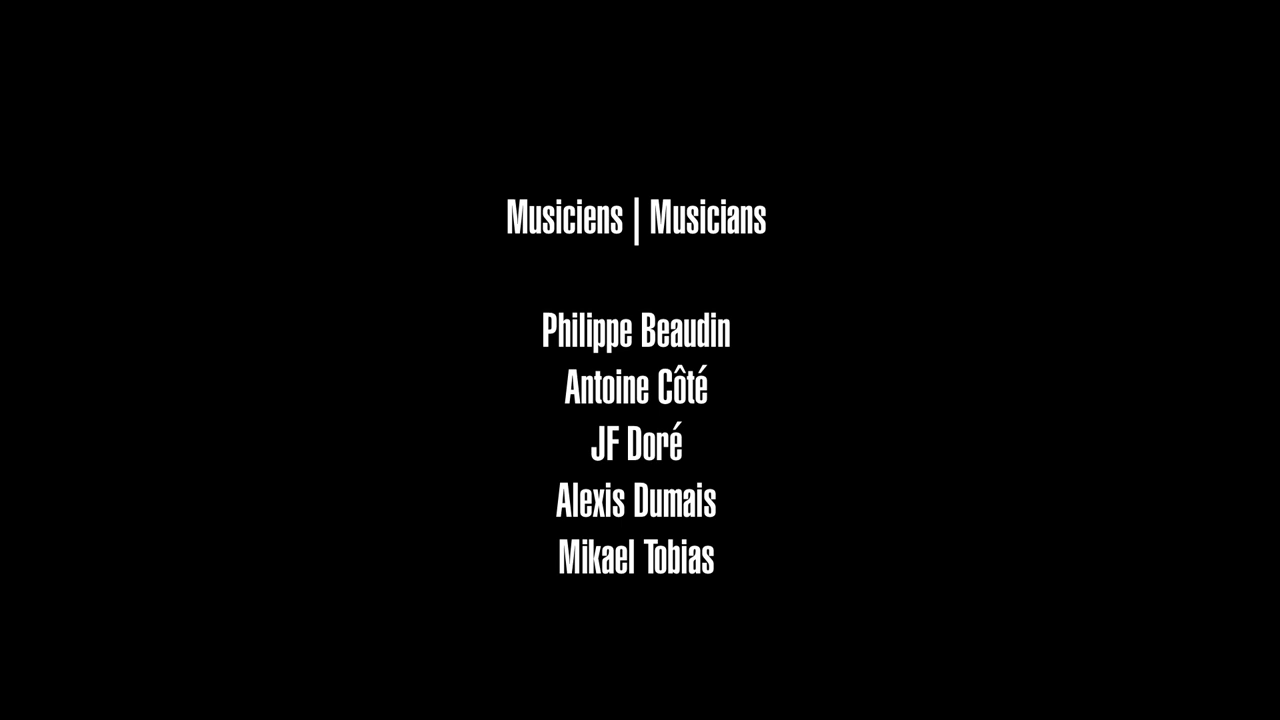 Musiciens | Musicians
Philippe Beaudin
Antoine Côté
JF Doré
Alexis Dumais
Mikael Tobias